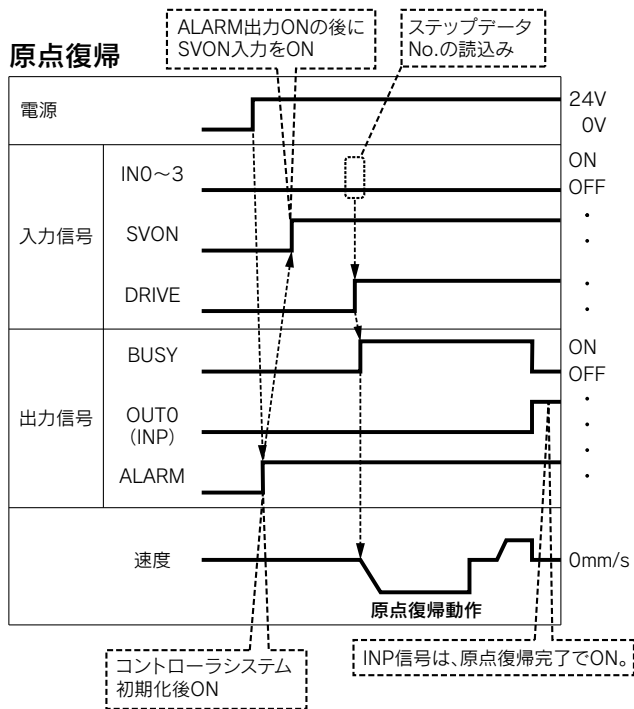 原点復帰
ALARM出力ONの後に
SVON入力をON
ステップデータ
No.の読込み
電源
24V
0V
入力信号
IN0～3
ON
OFF
SVON
DRIVE
出力信号
BUSY
ON
OFF
OUT0
（INP）
ALARM
速度
0mm/s
原点復帰動作
コントローラシステム
初期化後ON
INP信号は、原点復帰完了でON。